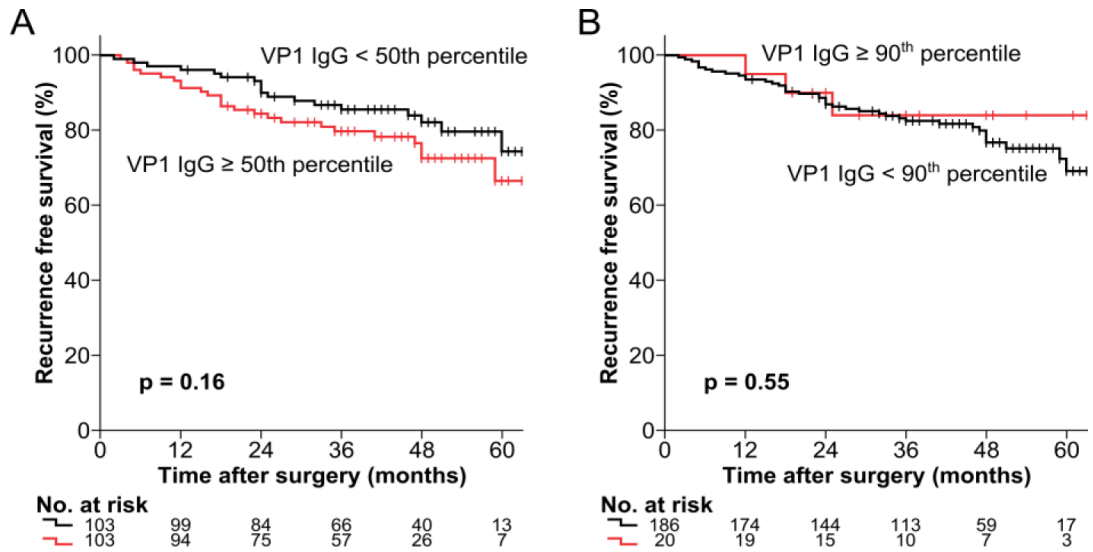 A
Recurrence free survival (%)
100
80
60
40
20
0
VP1 IgG < 50th percentile
VP1 IgG ≥ 50th percentile
p = 0.16
0 12 24 36 48 60
Time after surgery (months)
No. at risk
103 99 84 66 40 13
103 94 75 57 26 7
B
Recurrence free survival (%)
100
80
60
40
20
0
VP1 IgG ≥ 90th percentile
VP1 IgG < 90th percentile
p = 0.55
0 12 24 36 48 60
Time after surgery (months)
No. at risk
186 174 144 113 59 17
20 19 15 10 7 3